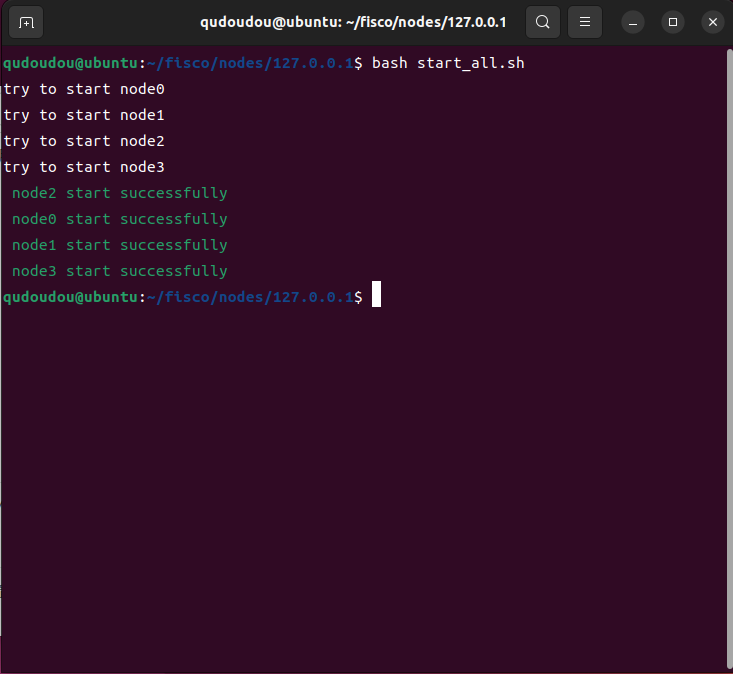 qudoudou@ubuntu: ~/fisco/nodes/127.0.0.1
qudoudou@ubuntu:~/fisco/nodes/127.0.0.1$ bash start_all.sh
try to start node0
try to start node1
try to start node2
try to start node3
node2 start successfully
node0 start successfully
node1 start successfully
node3 start successfully
qudoudou@ubuntu:~/fisco/nodes/127.0.0.1$